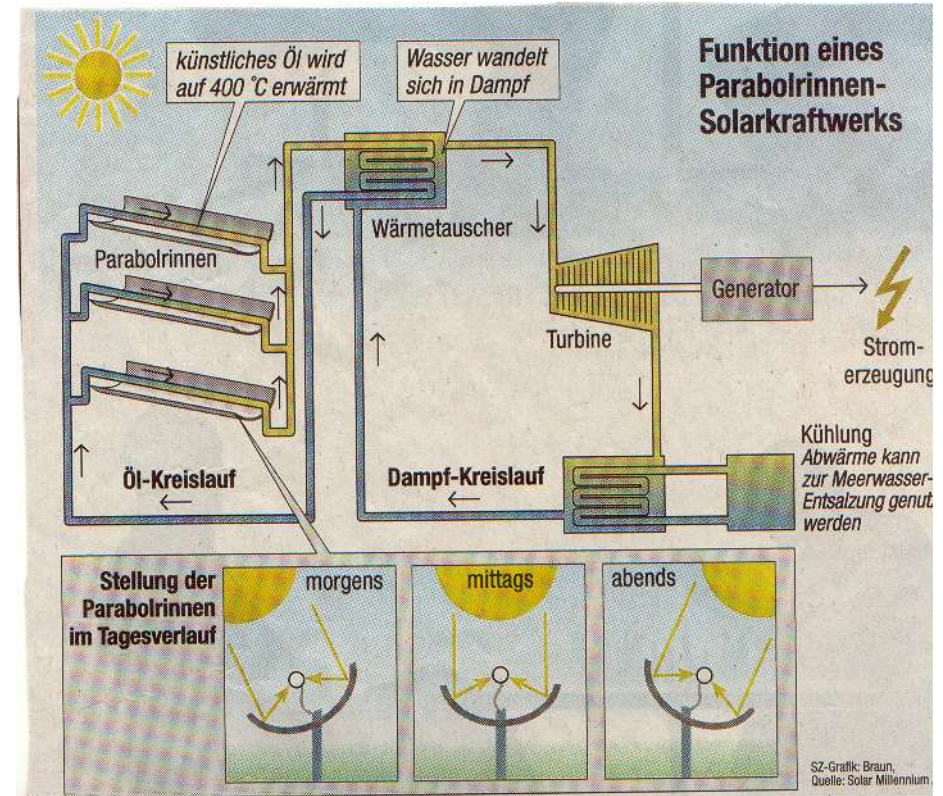 Funktion eines
Parabolrinnen-
Solarkraftwerks
künstliches Öl wird
auf 400 °C erwärmt
Wasser wandelt
sich in Dampf
Wärmetauscher
Parabolrinnen
Generator
Turbine
Strom-
erzeugung
Öl-Kreislauf
Dampf-Kreislauf
Kühlung
Abwärme kann
zur Meerwasser-
Entsalzung genut
werden
Stellung der
Parabolrinnen
im Tagesverlauf
morgens
mittags
abends
SZ-Grafik: Braun,
Quelle: Solar Millennium